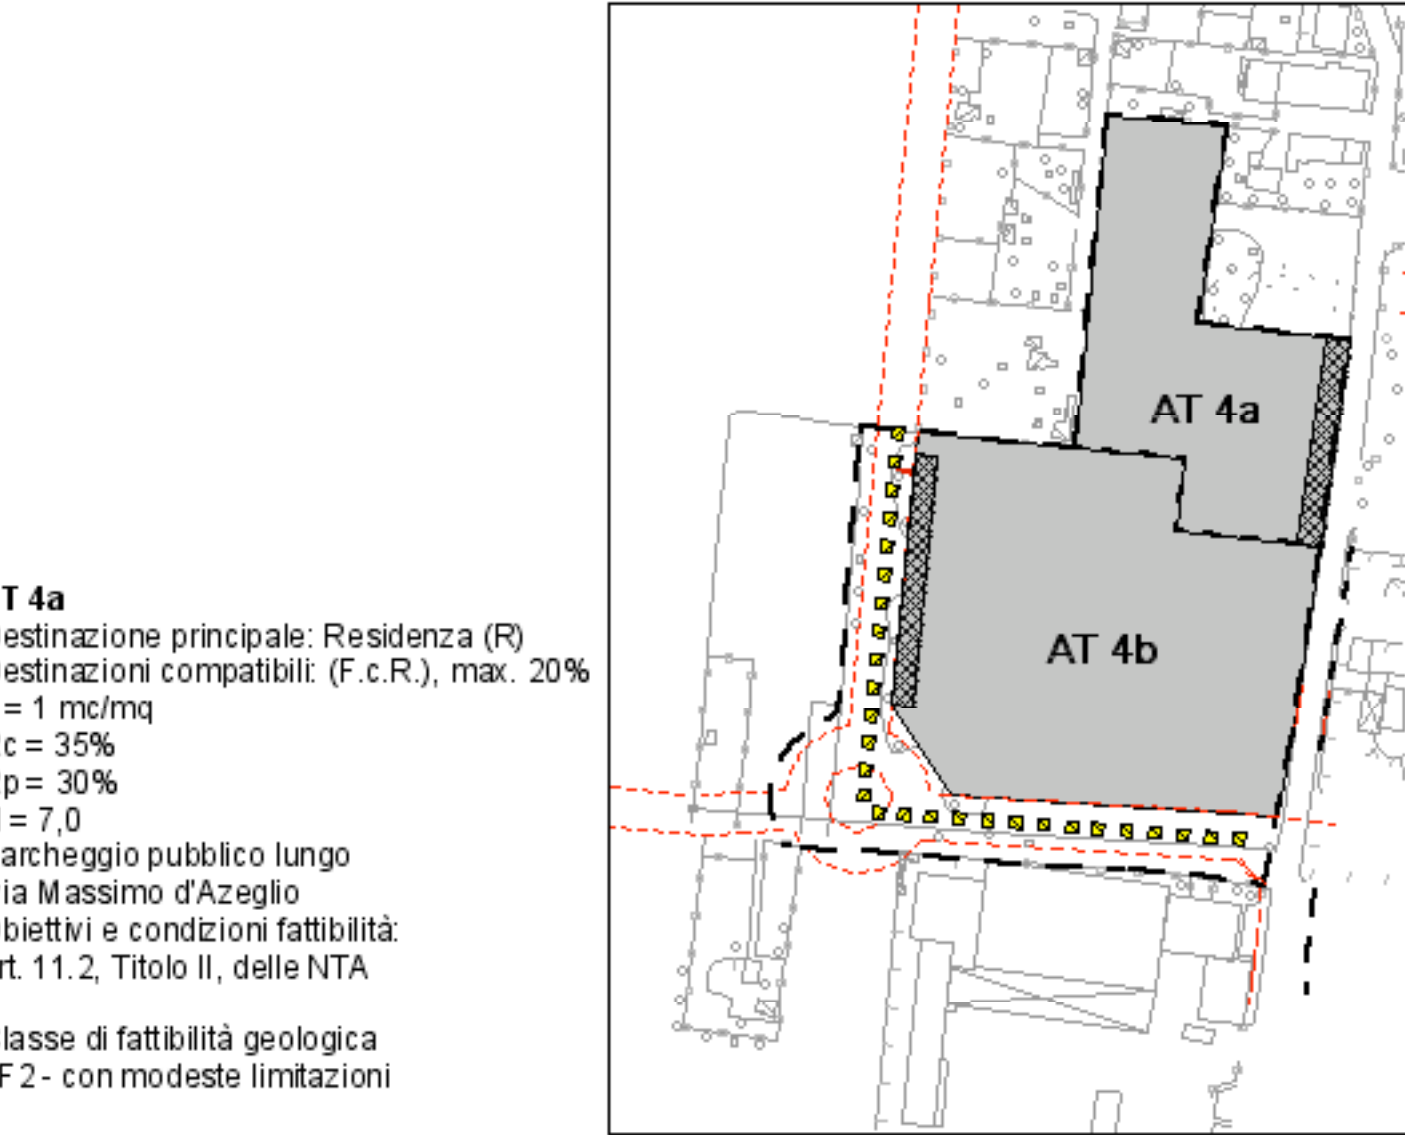 T 4a
estinazione principale: Residenza (R)
estinazioni compatibili: (F.c.R.), max. 20%
= 1 mc/mq
c = 35%
p = 30%
= 7,0
archeggio pubblico lungo
ia Massimo d'Azeglio
biettivi e condizioni fattibilità:
rt. 11.2, Titolo II, delle NTA
lasse di fattibilità geologica
F 2 - con modeste limitazioni
AT 4a
AT 4b